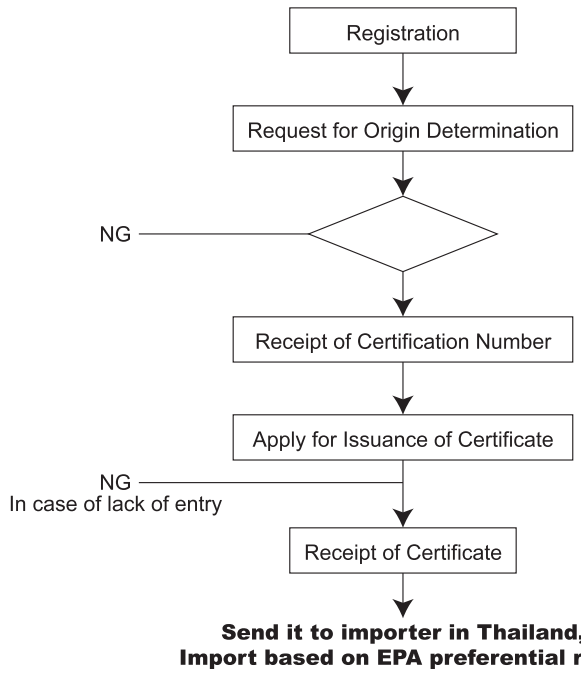 Registration
Request for Origin Determination
NG
Receipt of Certification Number
Apply for Issuance of Certificate
NG
In case of lack of entry
Receipt of Certificate
Send it to importer in Thailand,
Import based on EPA preferential